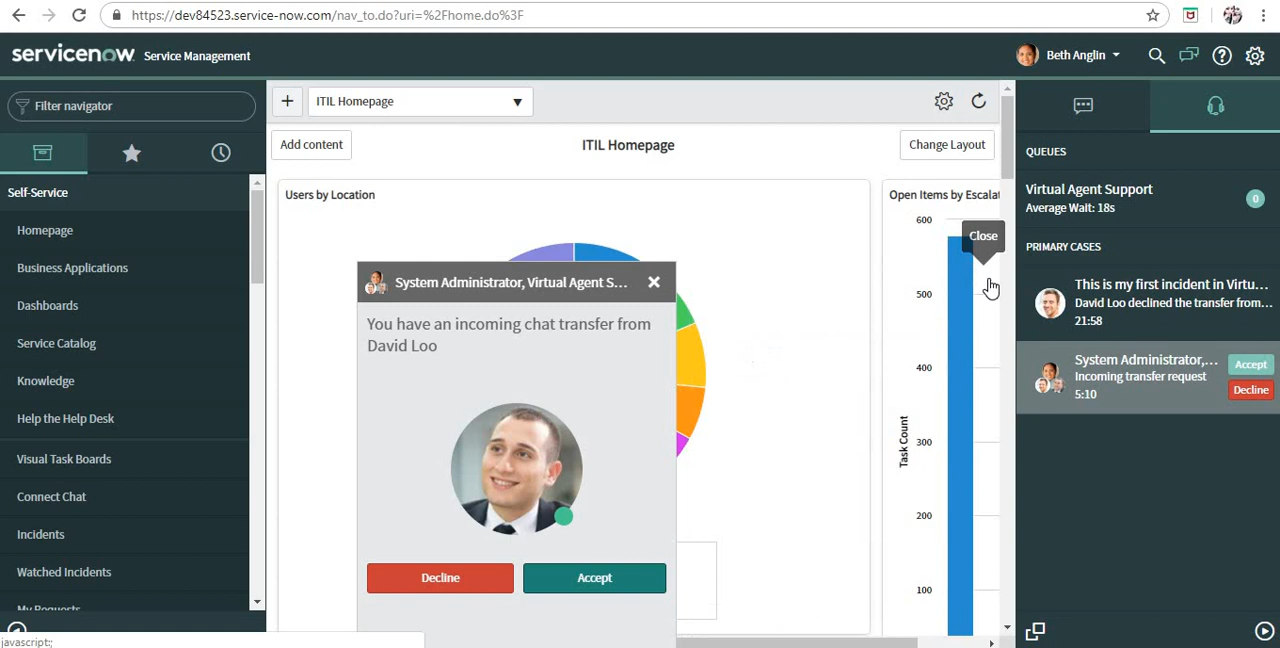 https://dev84523.service-now.com/nav_to.do?uri=%2Fhome.do%3F
servicenow Service Management
Beth Anglin
Filter navigator
Self-Service
Homepage
Business Applications
Dashboards
Service Catalog
Knowledge
Help the Help Desk
Visual Task Boards
Connect Chat
Incidents
Watched Incidents
My Requests
javascript:;
ITIL Homepage
Add content
ITIL Homepage
Change Layout
Users by Location
Open Items by Escalat
600
500
400
300
200
100
Task Count
Close
System Administrator, Virtual Agent S...
You have an incoming chat transfer from
David Loo
Decline
Accept
QUEUES
Virtual Agent Support
Average Wait: 18s
0
PRIMARY CASES
This is my first incident in Virtu...
David Loo declined the transfer from...
21:58
System Administrator,...
Incoming transfer request
5:10
Accept
Decline